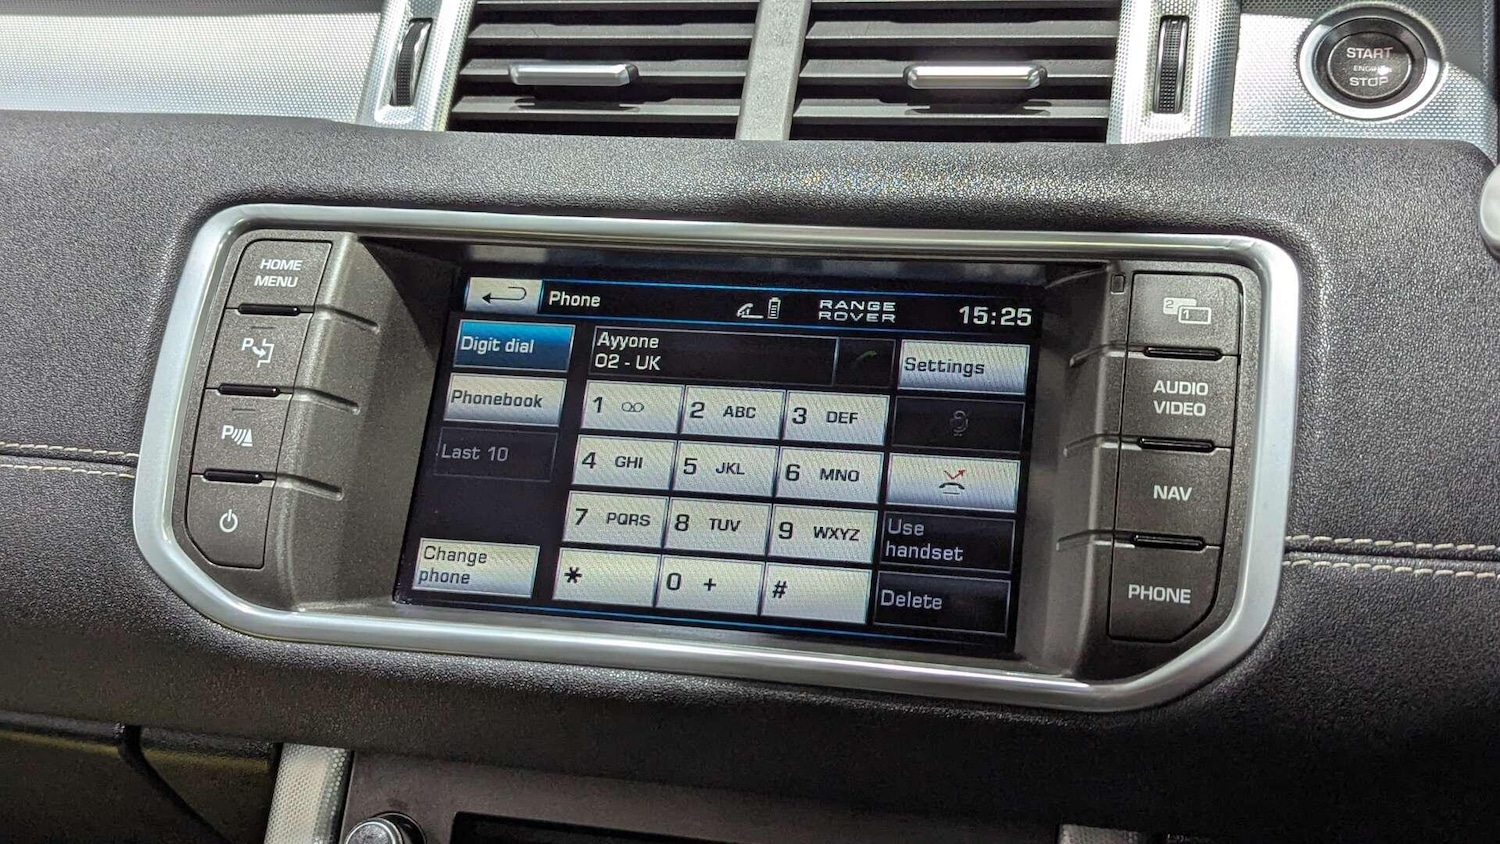 START
ENGINE
STOP
HOME
MENU
P
P
Phone
RANGE
ROVER
15:25
Digit dial
Phonebook
Last 10
Change
phone
Ayyone
O2 - UK
1
2 ABC
3 DEF
4 GHI
5 JKL
6 MNO
7 PQRS
8 TUV
9 WXYZ
*
0 +
#
Settings
Use
handset
Delete
2
1
AUDIO
VIDEO
NAV
PHONE